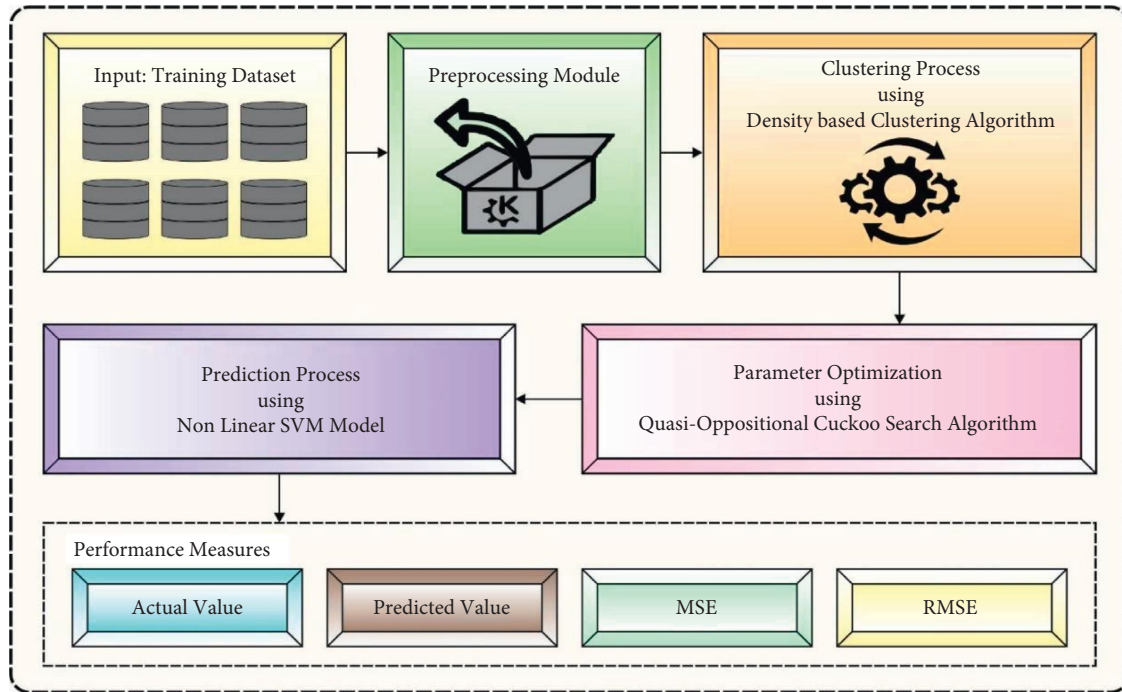 Input: Training Dataset
Preprocessing Module
K
Clustering Process
using
Density based Clustering Algorithm
Prediction Process
using
Non Linear SVM Model
Parameter Optimization
using
Quasi-Oppositional Cuckoo Search Algorithm
Performance Measures
Actual Value
Predicted Value
MSE
RMSE